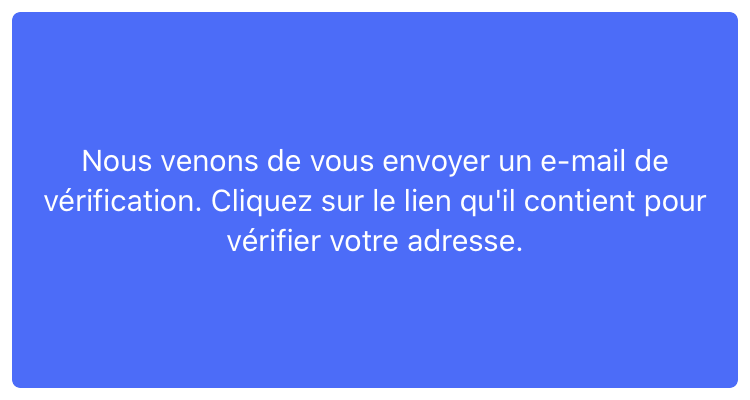 Nous venons de vous envoyer un e-mail de
vérification. Cliquez sur le lien qu'il contient pour
vérifier votre adresse.